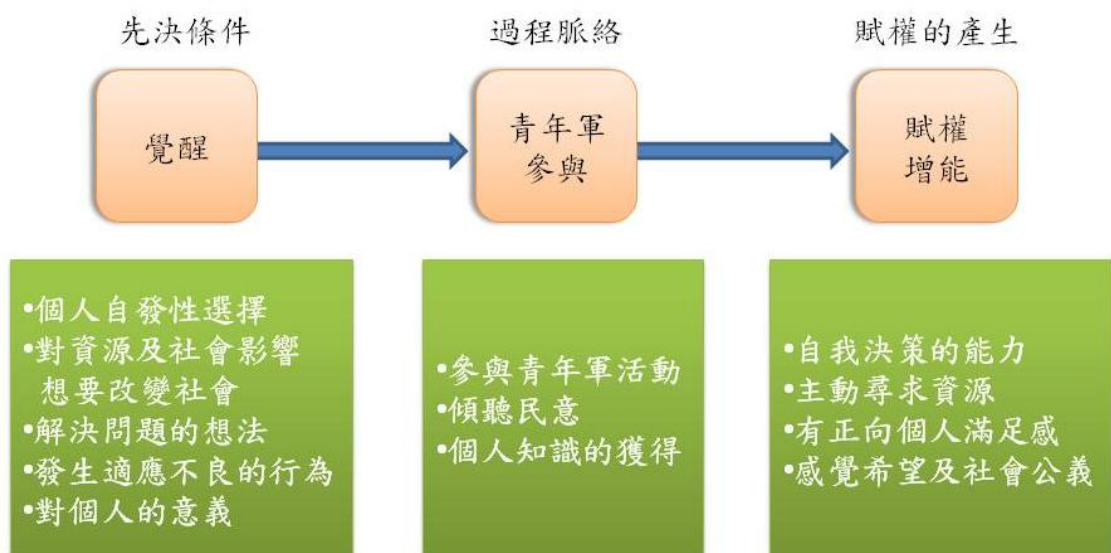 先決條件
過程脈絡
賦權的產生
覺醒
青年軍
參與
賦權
增能
•個人自發性選擇
•對資源及社會影響
想要改變社會
•解決問題的想法
•發生適應不良的行為
•對個人的意義
•參與青年軍活動
•傾聽民意
•個人知識的獲得
•自我決策的能力
•主動尋求資源
•有正向個人滿足感
•感覺希望及社會公義